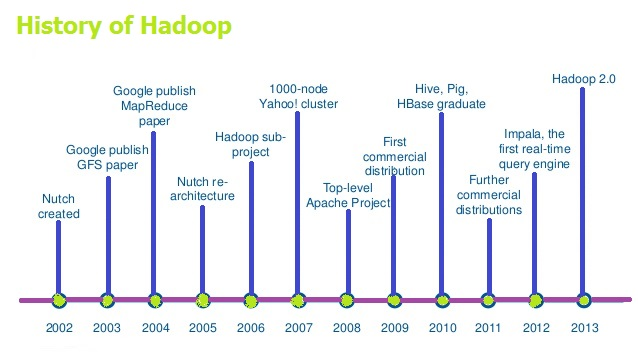 History of Hadoop
Nutch
created
Google publish
GFS paper
Google publish
MapReduce
paper
Nutch re-
architecture
Hadoop sub-
project
1000-node
Yahoo! cluster
Top-level
Apache Project
First
commercial
distribution
Hive, Pig,
HBase graduate
Further
commercial
distributions
Impala, the
first real-time
query engine
Hadoop 2.0
2002 2003 2004 2005 2006 2007 2008 2009 2010 2011 2012 2013